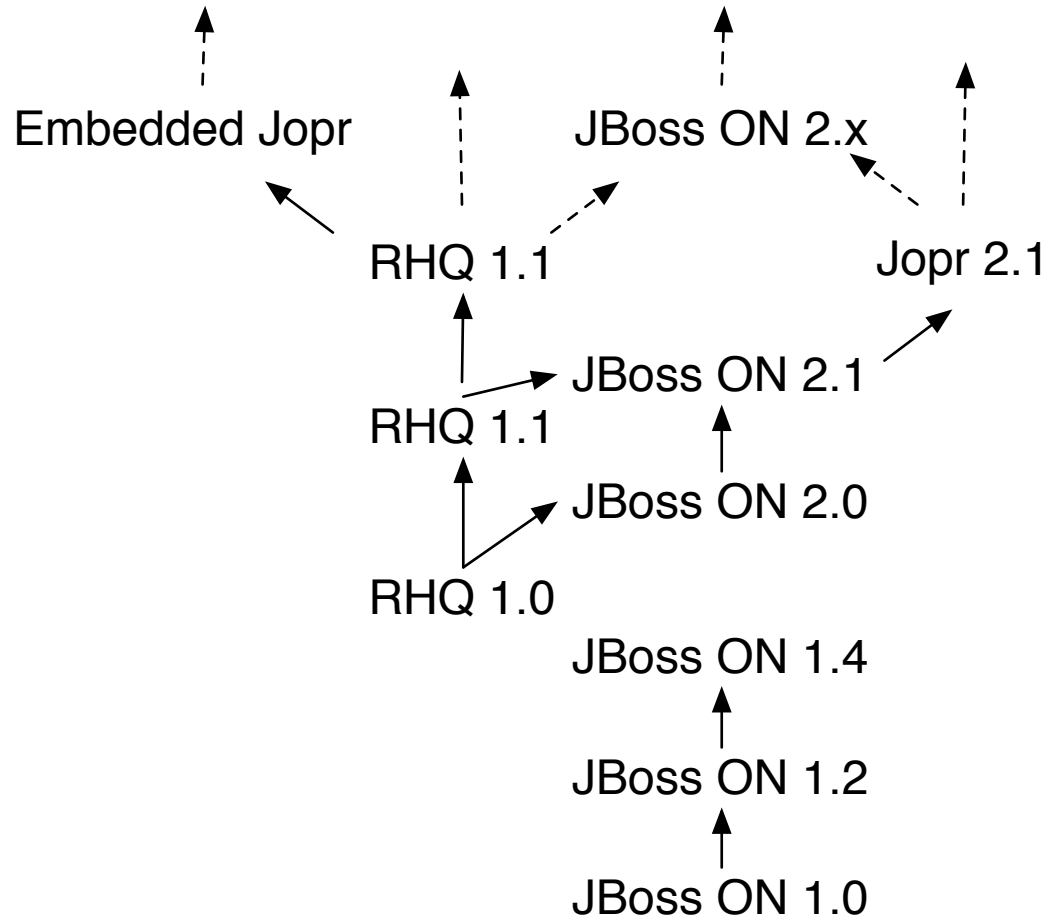 Embedded Jopr
JBoss ON 2.x
RHQ 1.1
Jopr 2.1
JBoss ON 2.1
RHQ 1.1
JBoss ON 2.0
RHQ 1.0
JBoss ON 1.4
JBoss ON 1.2
JBoss ON 1.0